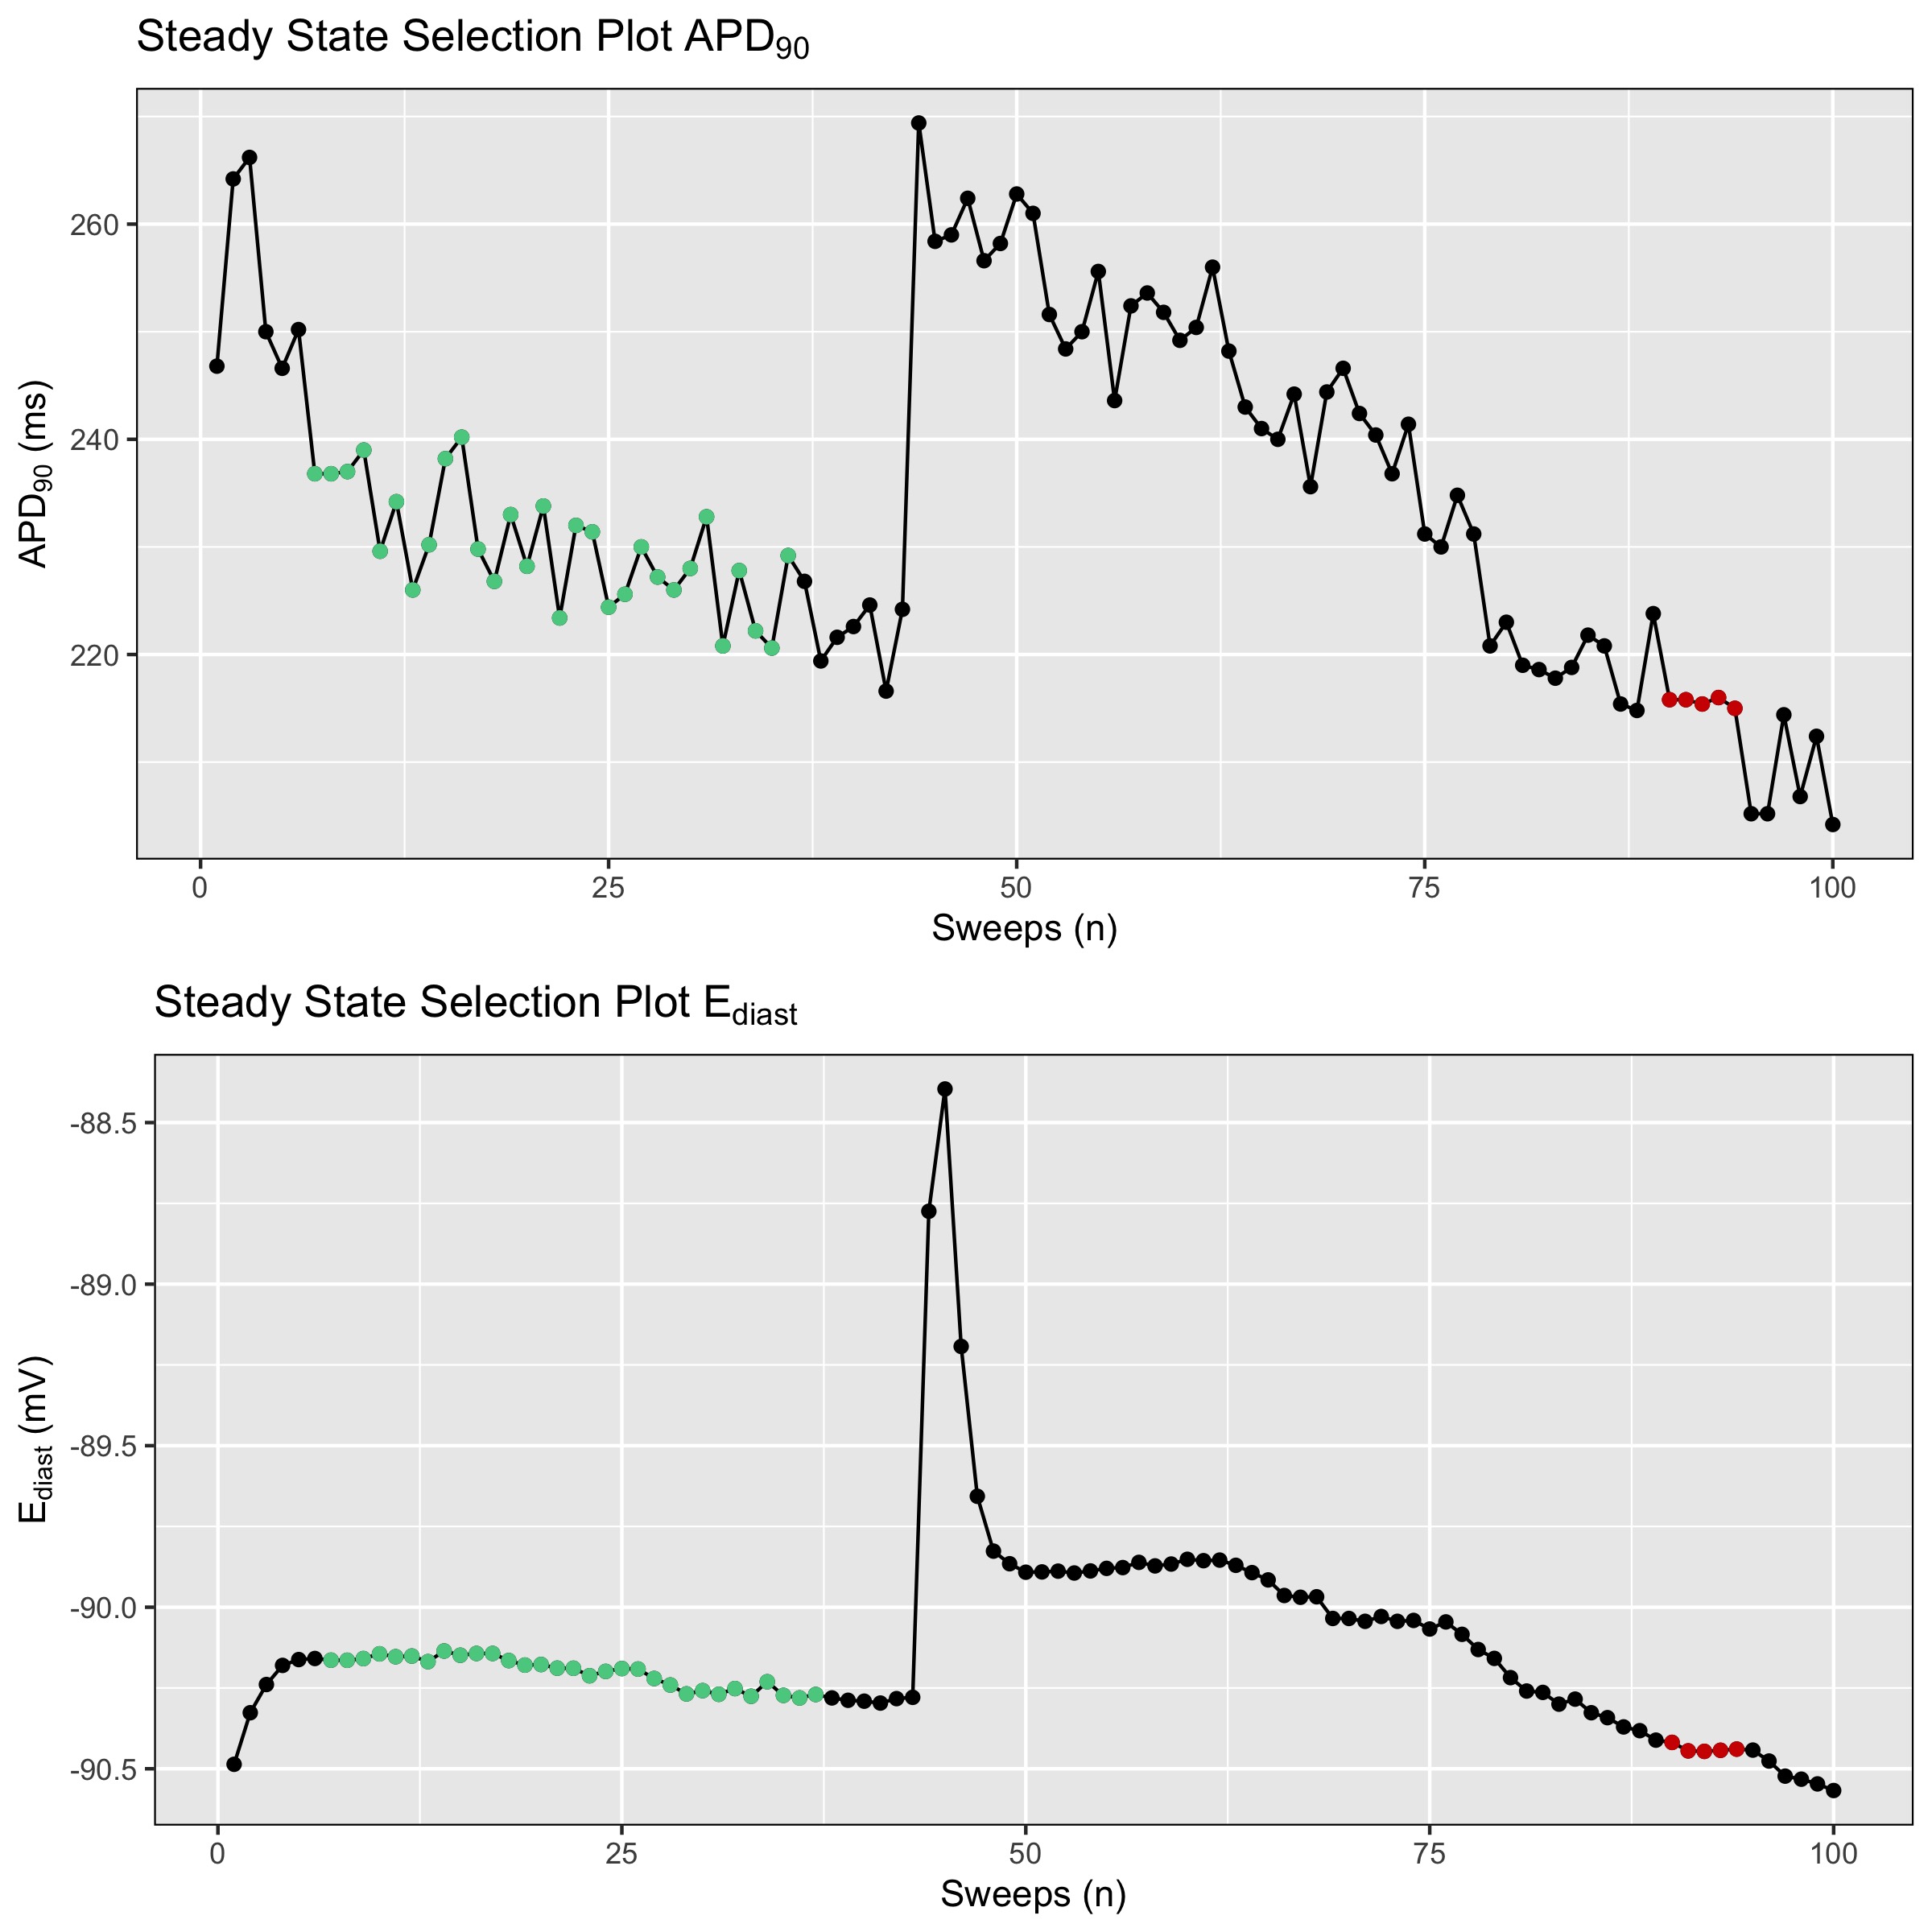 Steady State Selection Plot APD90
APD90 (ms)
260
240
220
0 25 50 75 100
Sweeps (n)
Steady State Selection Plot Ediast
Ediast (mV)
-88.5
-89.0
-89.5
-90.0
-90.5
0 25 50 75 100
Sweeps (n)